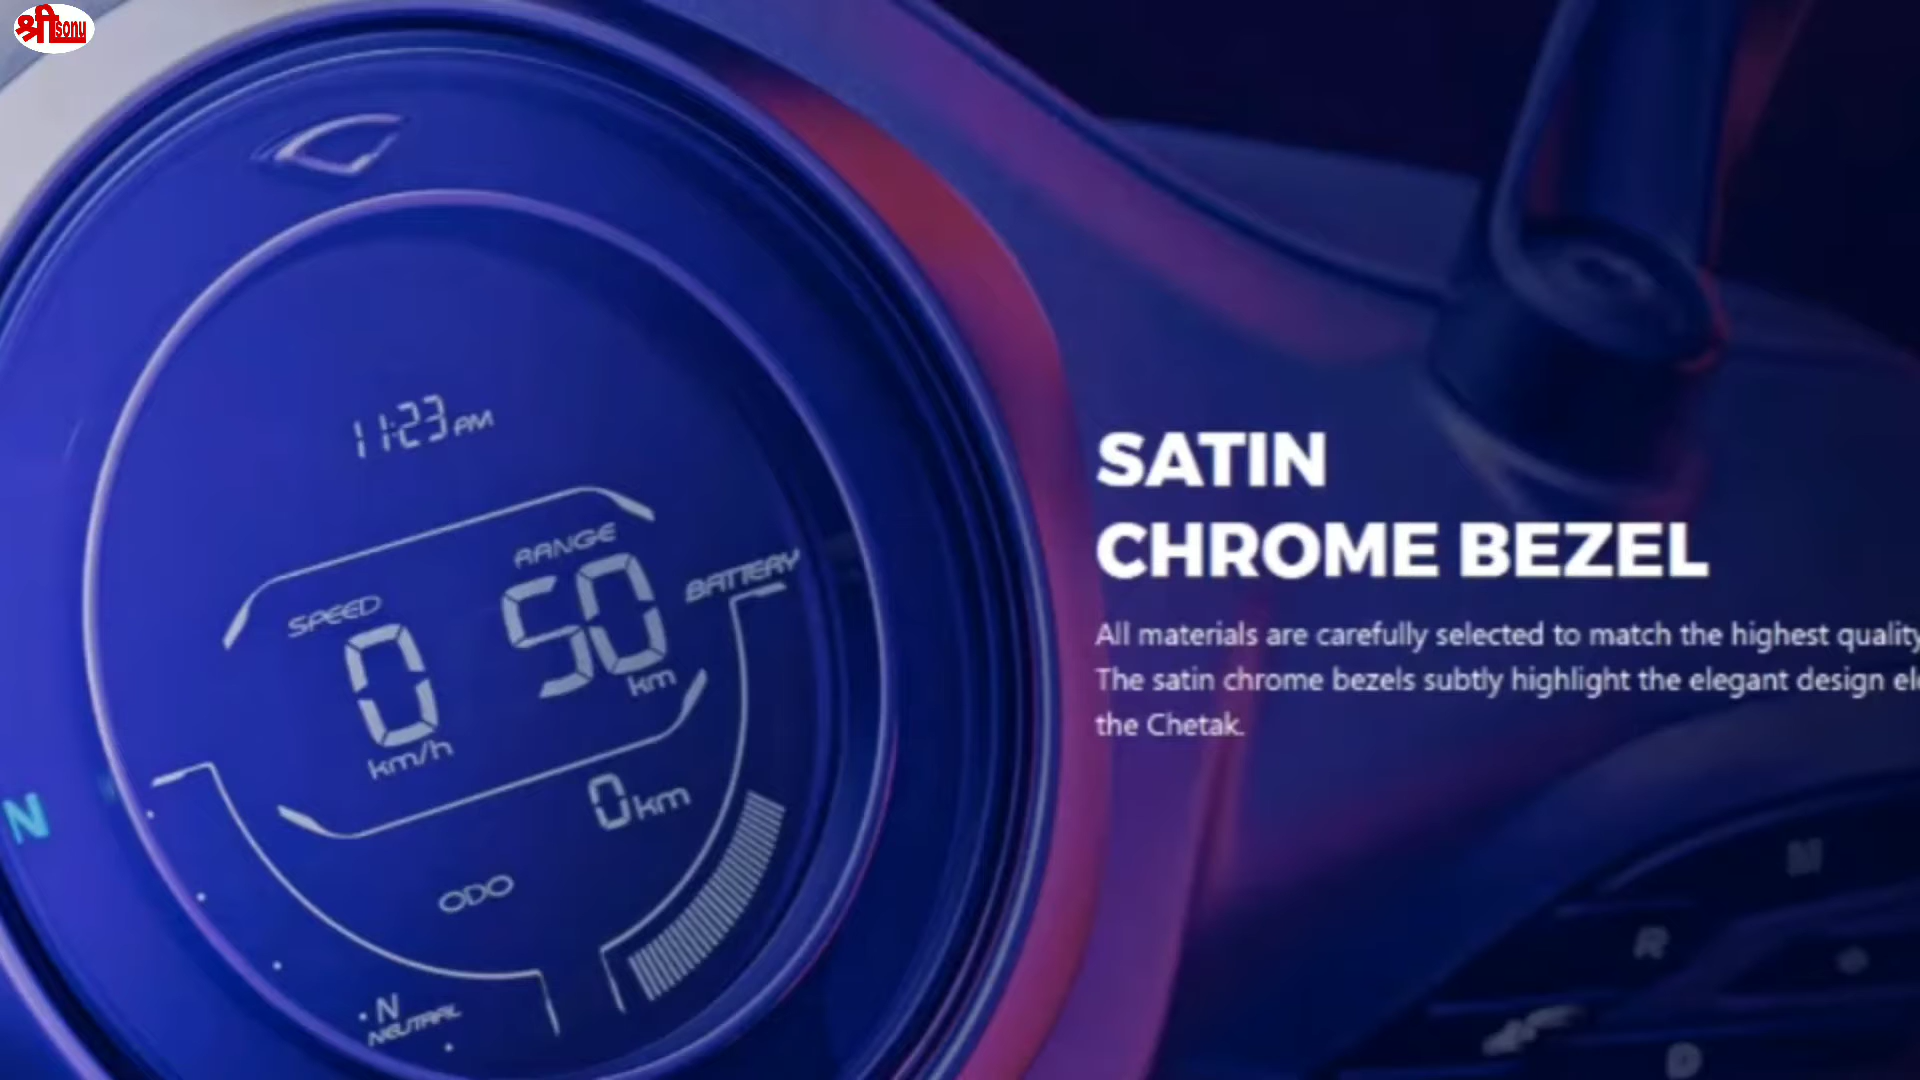 श्री sonu
11:23 PM
SPEED
0
km/h
RANGE
50
km
BATTERY
0 km
ODO
N
N
NEUTRAL
SATIN
CHROME BEZEL
All materials are carefully selected to match the highest quality
The satin chrome bezels subtly highlight the elegant design
the Chetak.
M
R
D